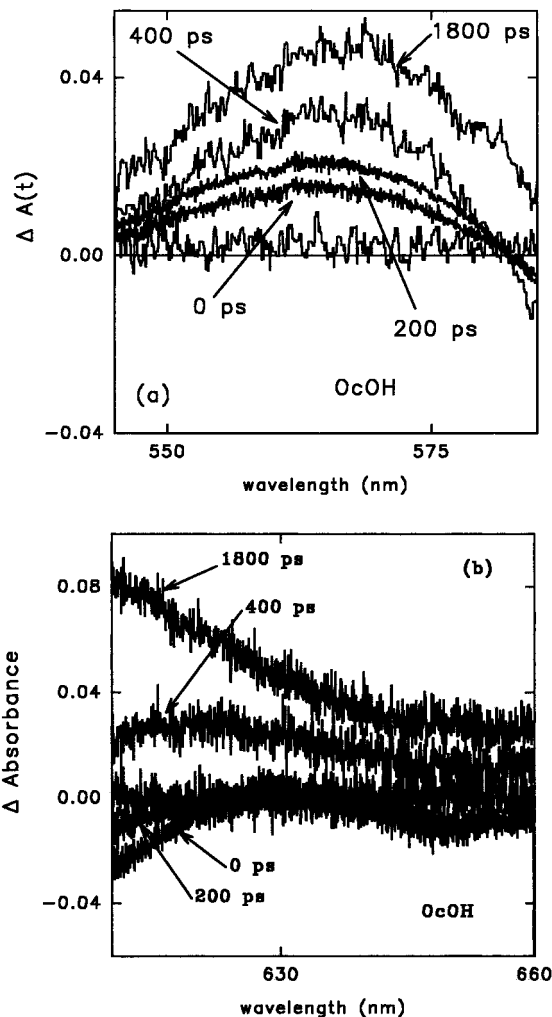 400 ps
1800 ps
0.04
Δ A(t)
0.00
0 ps
200 ps
(a)
OcOH
−0.04
550
575
wavelength (nm)
(b)
1800 ps
0.08
400 ps
0.04
Δ Absorbance
0.00
0 ps
200 ps
−0.04
OcOH
630
660
wavelength (nm)